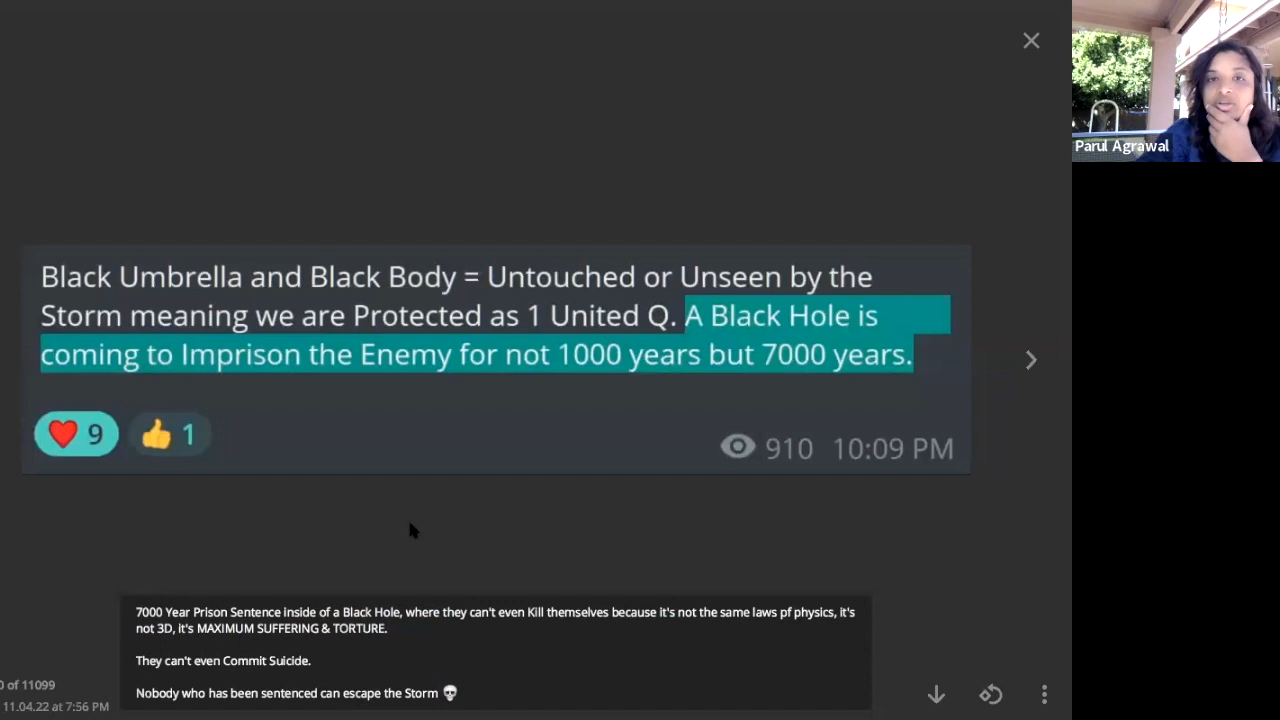 Parul Agrawal
Black Umbrella and Black Body = Untouched or Unseen by the
Storm meaning we are Protected as 1 United Q. A Black Hole is
coming to Imprison the Enemy for not 1000 years but 7000 years.
❤️ 9 👍 1
910 10:09 PM
7000 Year Prison Sentence inside of a Black Hole, where they can't even Kill themselves because it's not the same laws pf physics, it's
not 3D, it's MAXIMUM SUFFERING & TORTURE.
They can't even Commit Suicide.
Nobody who has been sentenced can escape the Storm 💀
0 of 11099
11.04.22 at 7:56 PM